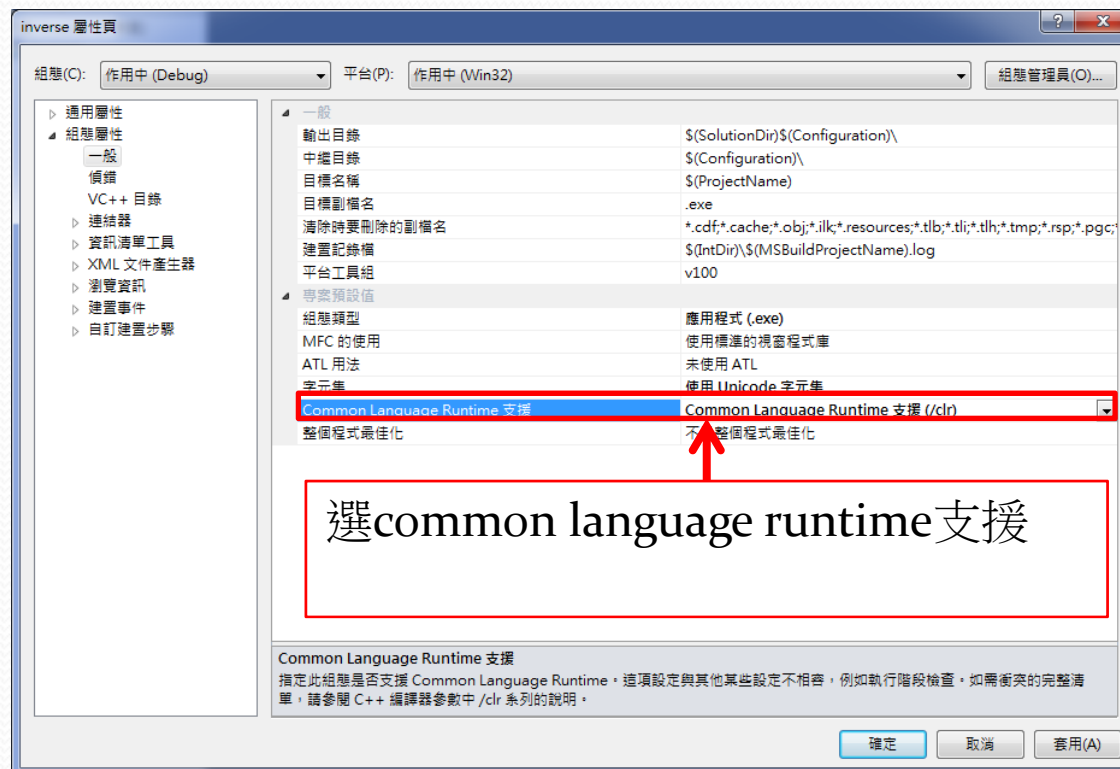 inverse 屬性頁
組態(C): 作用中 (Debug) 平台(P): 作用中 (Win32) 組態管理員(O)...
通用屬性
組態屬性
一般
偵錯
VC++ 目錄
連結器
資訊清單工具
XML 文件產生器
瀏覽資訊
建置事件
自訂建置步驟
一般
輸出目錄 $(SolutionDir)$(Configuration)\
中繼目錄 $(Configuration)\
目標名稱 $(ProjectName)
目標副檔名 .exe
清除時要刪除的副檔名 *.cdf;*.cache;*.obj;*.ilk;*.resources;*.tlb;*.tli;*.tlh;*.tmp;*.rsp;*.pgc;
建置記錄檔 $(IntDir)\$(MSBuildProjectName).log
平台工具組 v100
專案預設值
組態類型 應用程式 (.exe)
MFC 的使用 使用標準的視窗程式庫
ATL 用法 未使用 ATL
字元集 使用 Unicode 字元集
Common Language Runtime 支援 Common Language Runtime 支援 (/clr)
整個程式最佳化 不 整個程式最佳化
選common language runtime支援
Common Language Runtime 支援
指定此組態是否支援 Common Language Runtime。這項設定與其他某些設定不相容，例如執行階段檢查。如需衝突的完整清
單，請參閱 C++ 編譯器參數中 /clr 系列的說明。
確定 取消 套用(A)